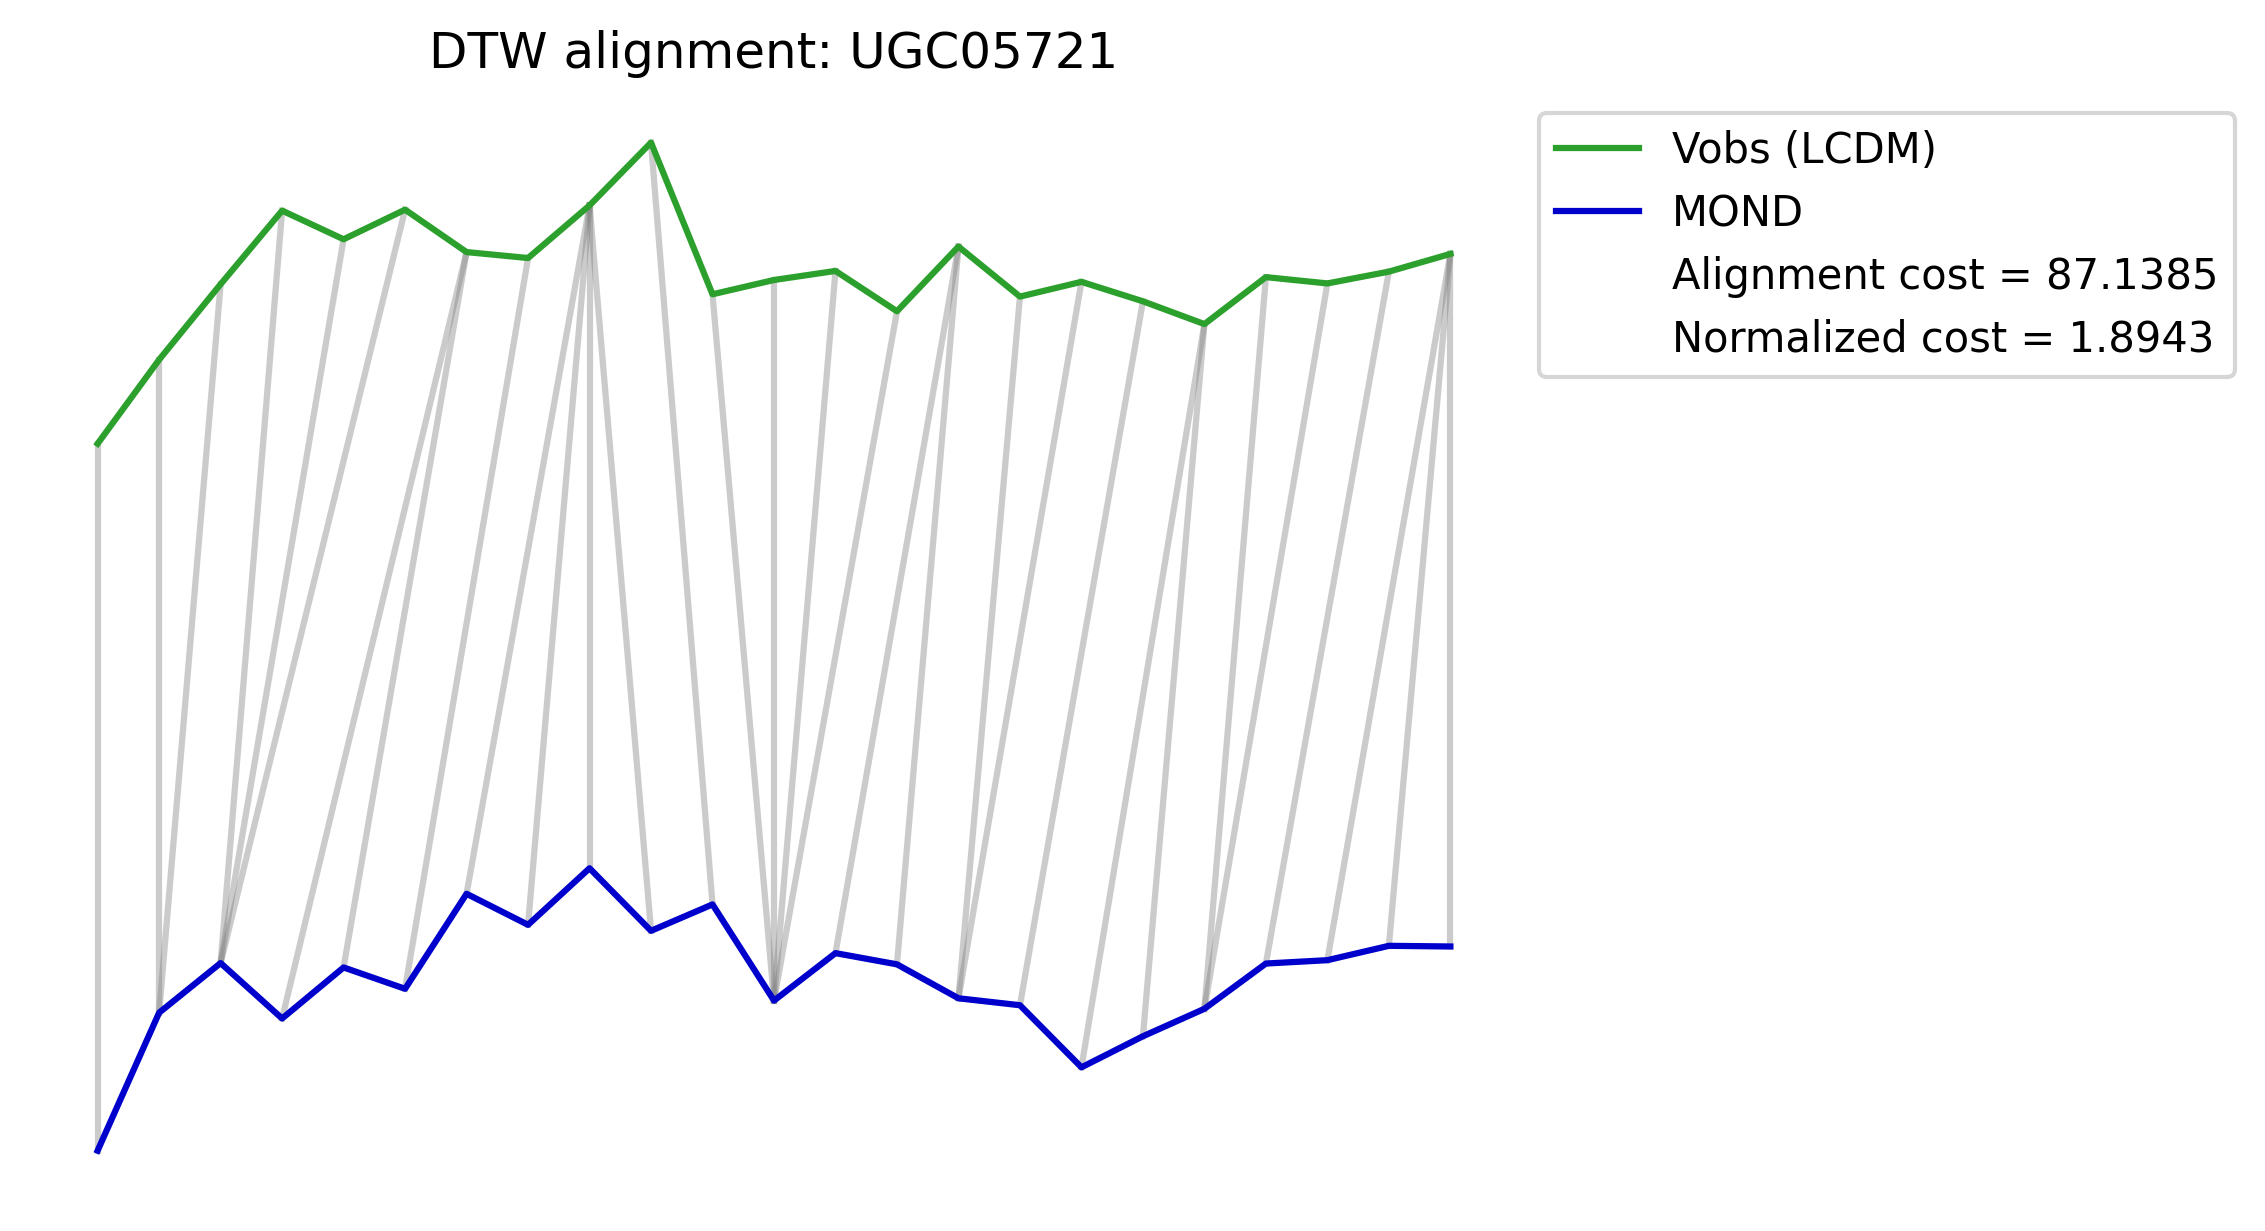 DTW alignment: UGC05721
Vobs (LCDM)
MOND
Alignment cost = 87.1385
Normalized cost = 1.8943